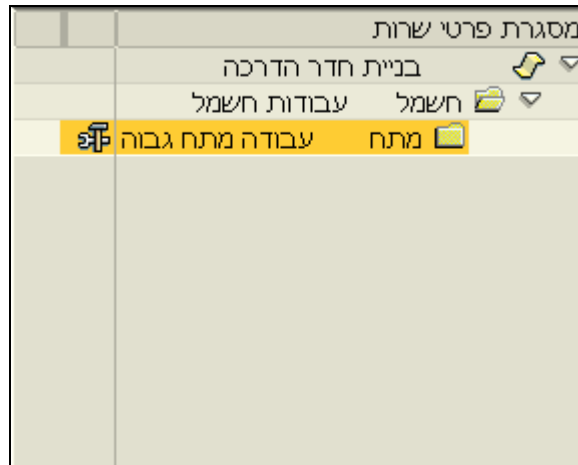 מסגרת פרטי שרות
בניית חדר הדרכה
חשמל עבודות חשמל
מתח עבודה מתח גבוה